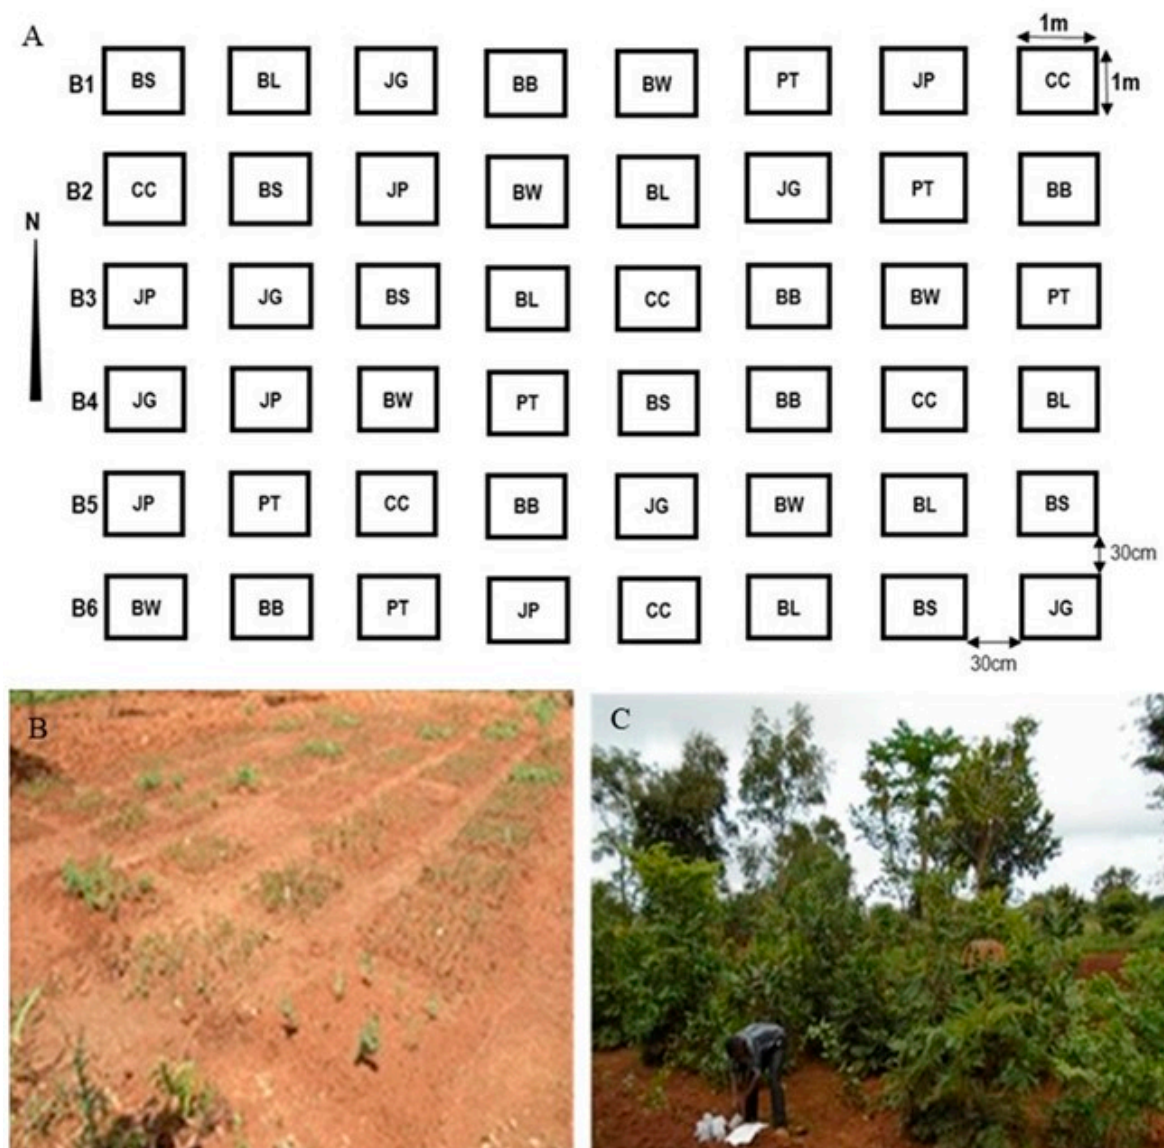 A
1m
B1 BS BL JG BB BW PT JP CC 1m
B2 CC BS JP BW BL JG PT BB
N
B3 JP JG BS BL CC BB BW PT
B4 JG JP BW PT BS BB CC BL
B5 JP PT CC BB JG BW BL BS
30cm
B6 BW BB PT JP CC BL BS JG
30cm
B
C